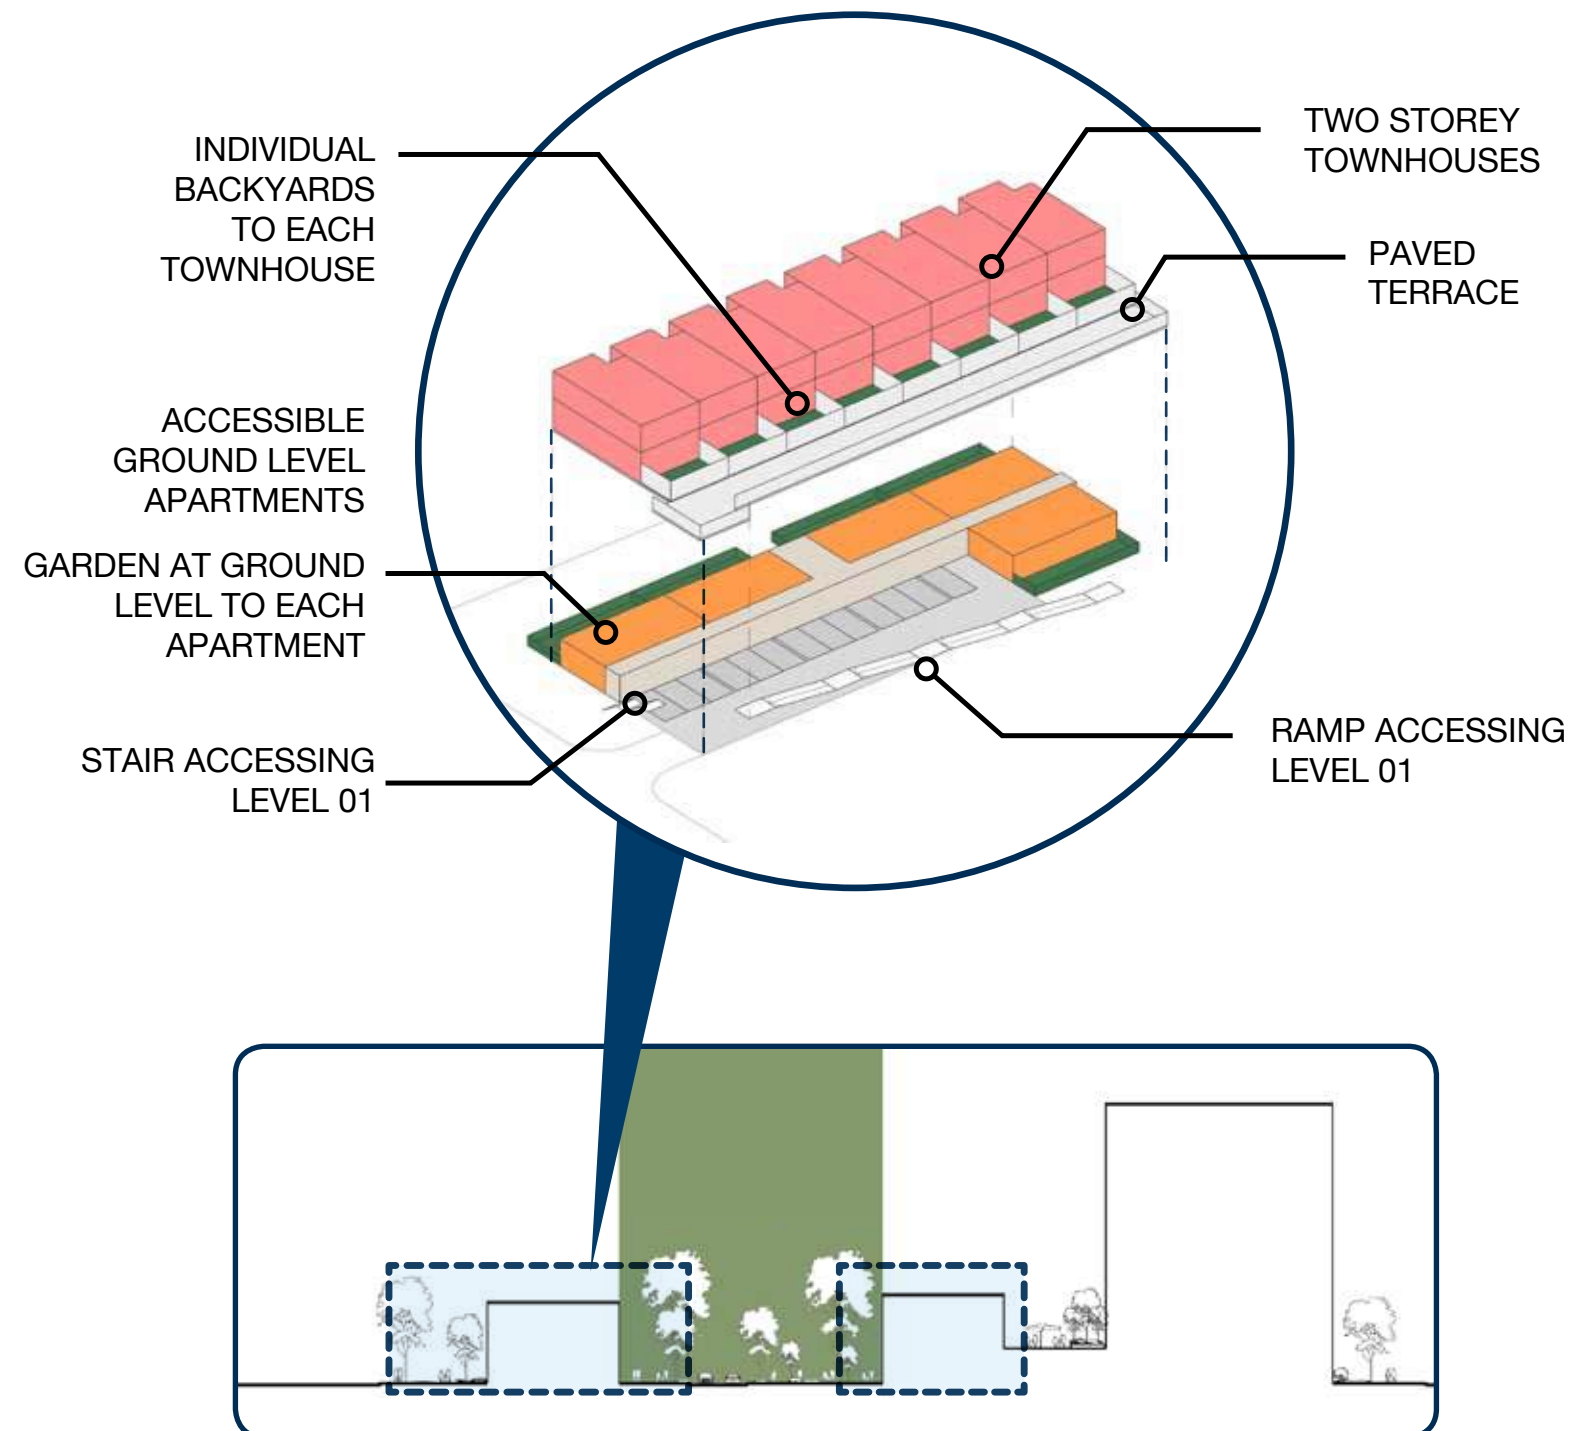 INDIVIDUAL
BACKYARDS
TO EACH
TOWNHOUSE
TWO STOREY
TOWNHOUSES
PAVED
TERRACE
ACCESSIBLE
GROUND LEVEL
APARTMENTS
GARDEN AT GROUND
LEVEL TO EACH
APARTMENT
STAIR ACCESSING
LEVEL 01
RAMP ACCESSING
LEVEL 01